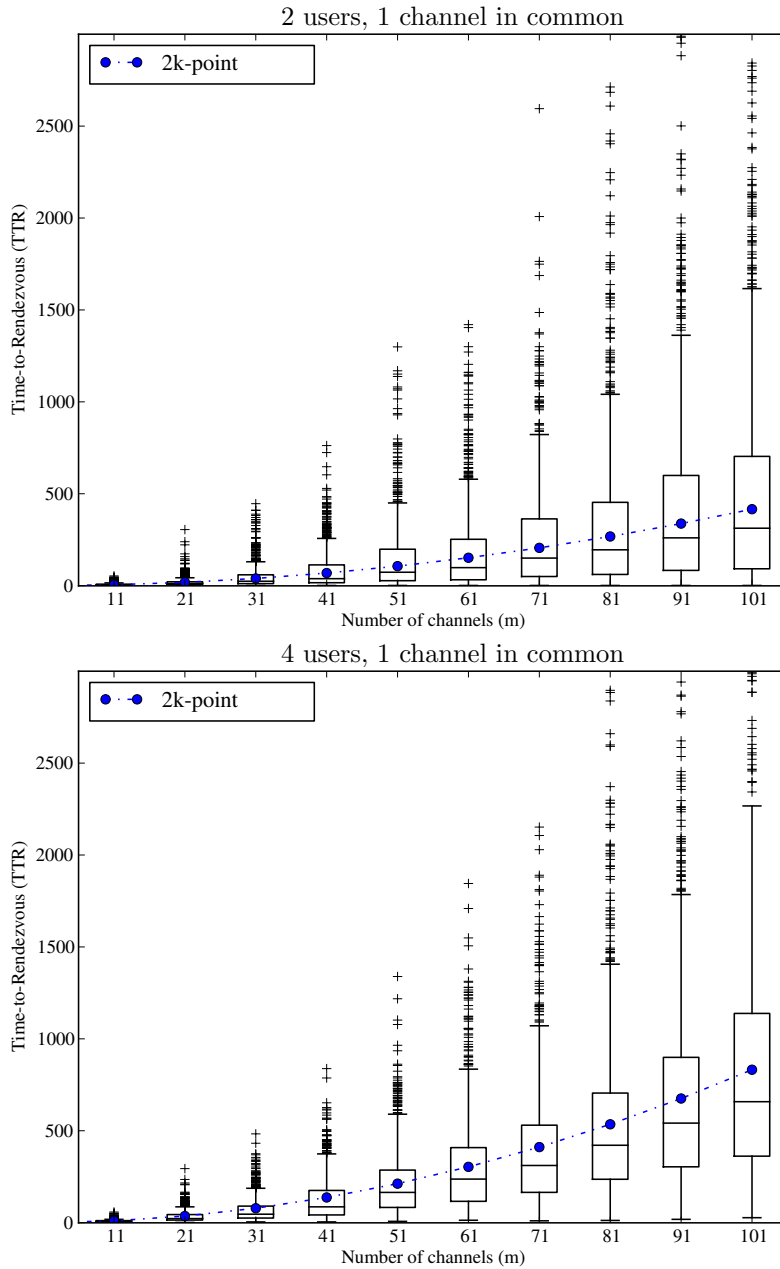 2 users, 1 channel in common
2k-point
2500
2000
1500
1000
500
0
Time-to-Rendezvous (TTR)
11 21 31 41 51 61 71 81 91 101
Number of channels (m)
4 users, 1 channel in common
2k-point
2500
2000
1500
1000
500
0
Time-to-Rendezvous (TTR)
11 21 31 41 51 61 71 81 91 101
Number of channels (m)